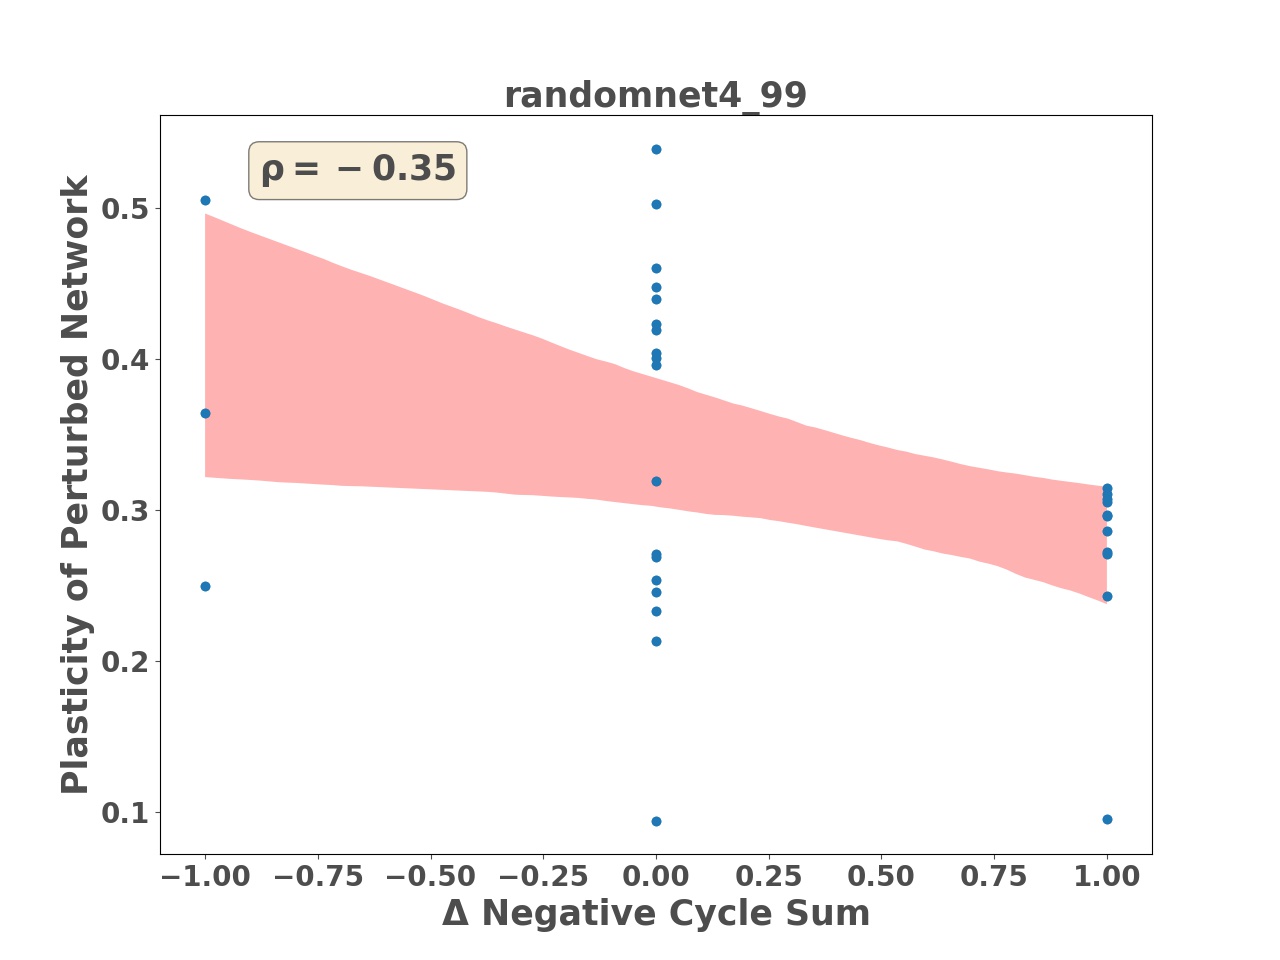 randomnet4_99
ρ = − 0.35
Plasticity of Perturbed Network
0.5
0.4
0.3
0.2
0.1
−1.00 −0.75 −0.50 −0.25 0.00 0.25 0.50 0.75 1.00
Δ Negative Cycle Sum